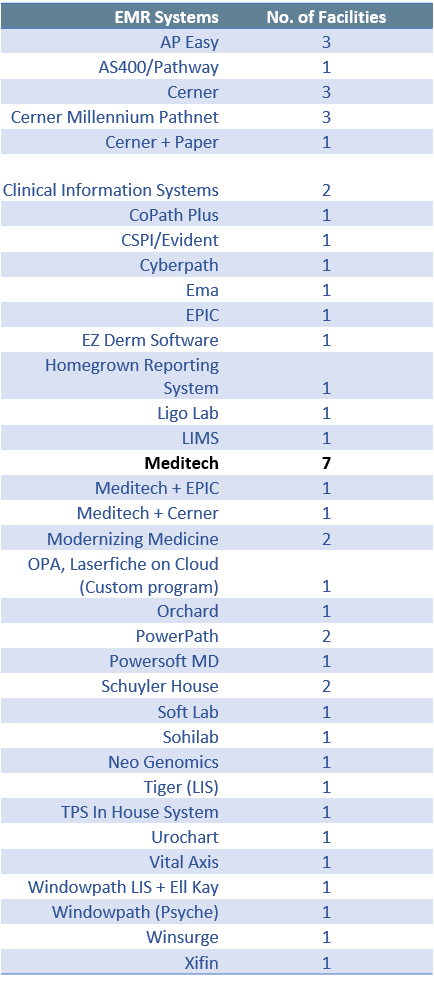 EMR Systems No. of Facilities
AP Easy 3
AS400/Pathway 1
Cerner 3
Cerner Millennium Pathnet 3
Cerner + Paper 1
Clinical Information Systems 2
CoPath Plus 1
CSPI/Evident 1
Cyberpath 1
Ema 1
EPIC 1
EZ Derm Software 1
Homegrown Reporting
System 1
Ligo Lab 1
LIMS 1
Meditech 7
Meditech + EPIC 1
Meditech + Cerner 1
Modernizing Medicine 2
OPA, Laserfiche on Cloud
(Custom program) 1
Orchard 1
PowerPath 2
Powersoft MD 1
Schuyler House 2
Soft Lab 1
Sohilab 1
Neo Genomics 1
Tiger (LIS) 1
TPS In House System 1
Urochart 1
Vital Axis 1
Windowpath LIS + Ell Kay 1
Windowpath (Psyche) 1
Winsurge 1
Xifin 1